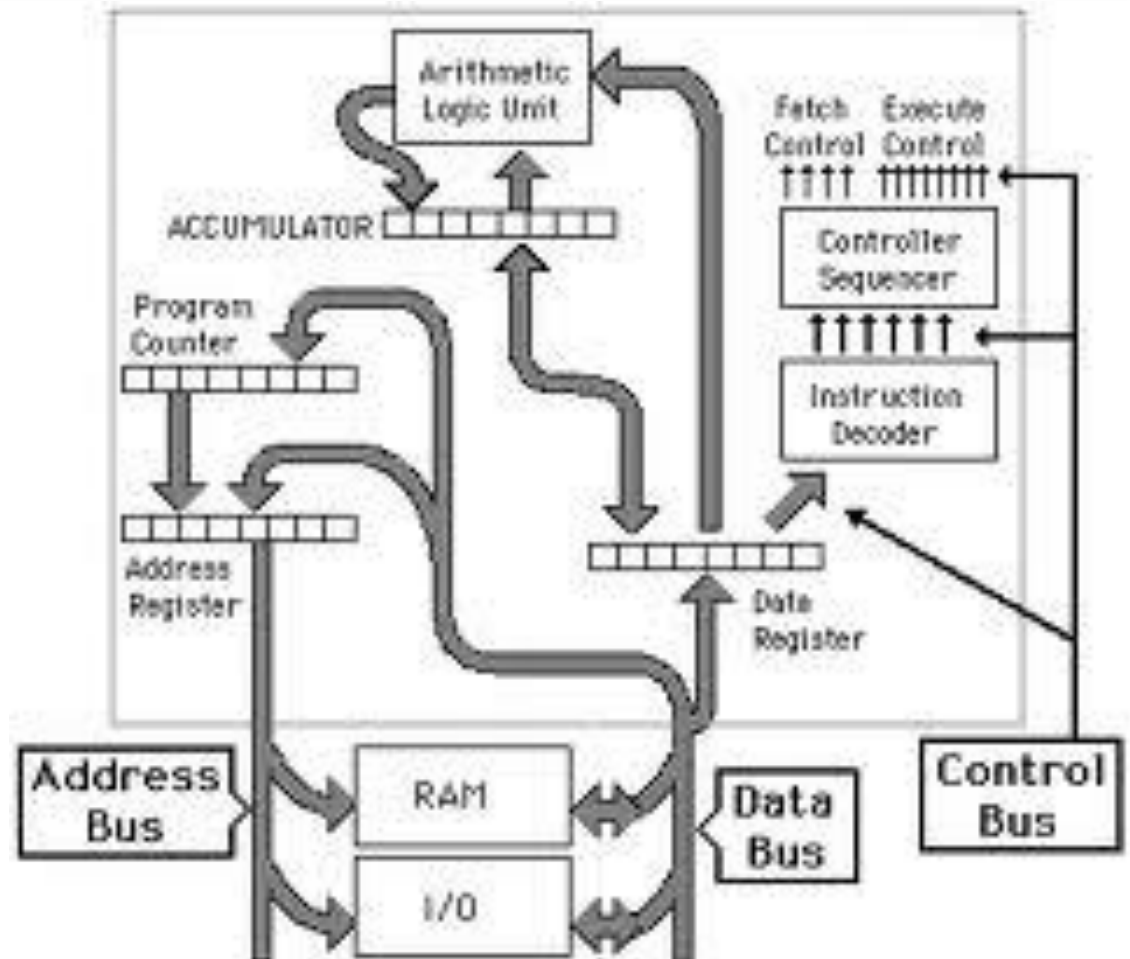 Arithmetic
Logic Unit
Fetch
Control
Execute
Control
ACCUMULATOR
Controller
Sequencer
Program
Counter
Instruction
Decoder
Address
Register
Data
Register
Address
Bus
RAM
Data
Bus
Control
Bus
I/O